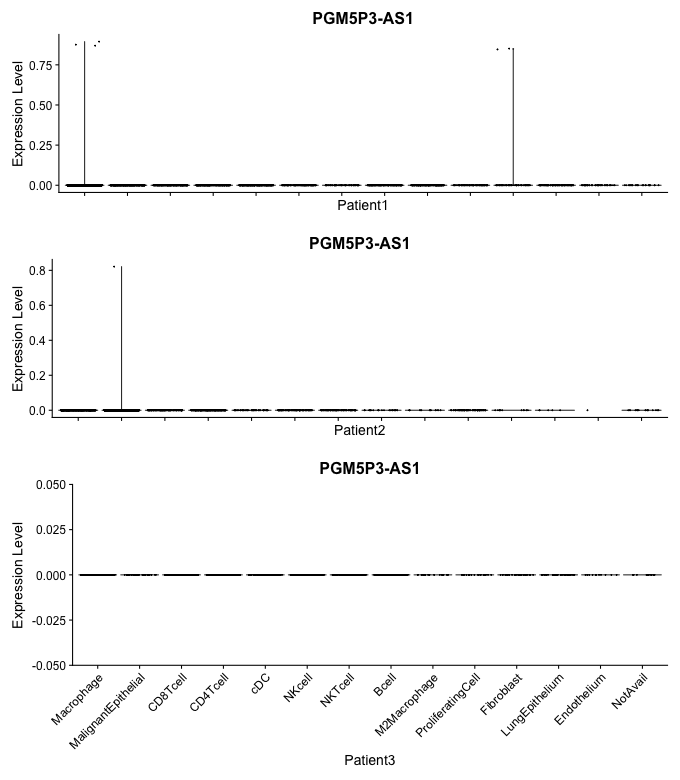 PGM5P3-AS1
Expression Level
0.75
0.50
0.25
0.00
Patient1
PGM5P3-AS1
Expression Level
0.8
0.6
0.4
0.2
0.0
Patient2
PGM5P3-AS1
Expression Level
0.050
0.025
0.000
-0.025
-0.050
Macrophage
MalignantEpithelial
CD8Tcell
CD4Tcell
cDC
NKcell
NKTcell
Bcell
M2Macrophage
ProliferatingCell
Fibroblast
LungEpithelium
Endothelium
NotAvail
Patient3